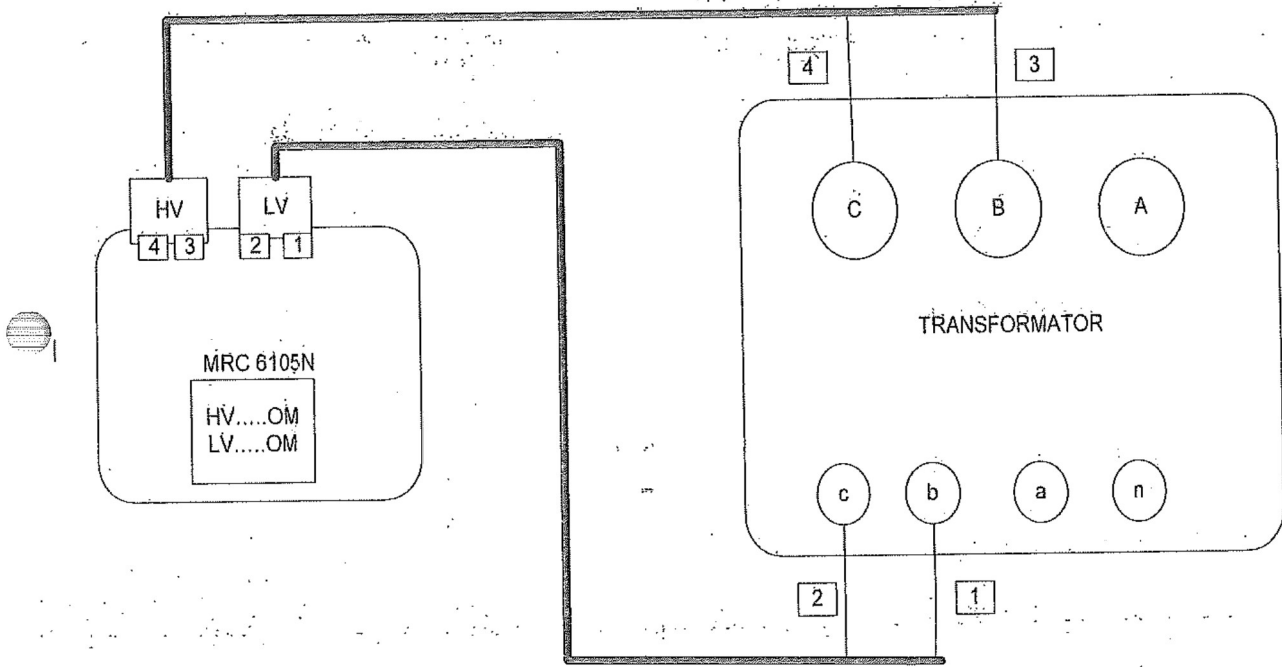 4
3
HV
LV
4 3
2 1
C
B
A
TRANSFORMATOR
MRC 6105N
HV.....OM
LV.....OM
c
b
a
n
2
1